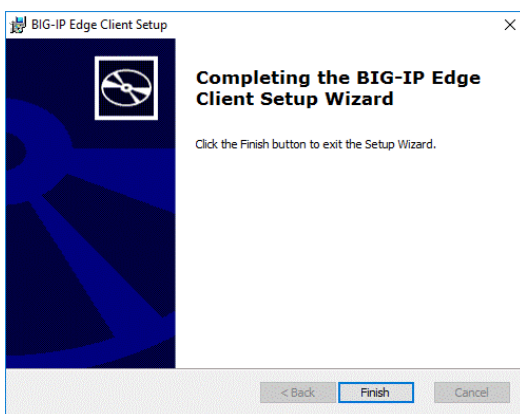 BIG-IP Edge Client Setup
Completing the BIG-IP Edge
Client Setup Wizard
Click the Finish button to exit the Setup Wizard.
< Back Finish Cancel